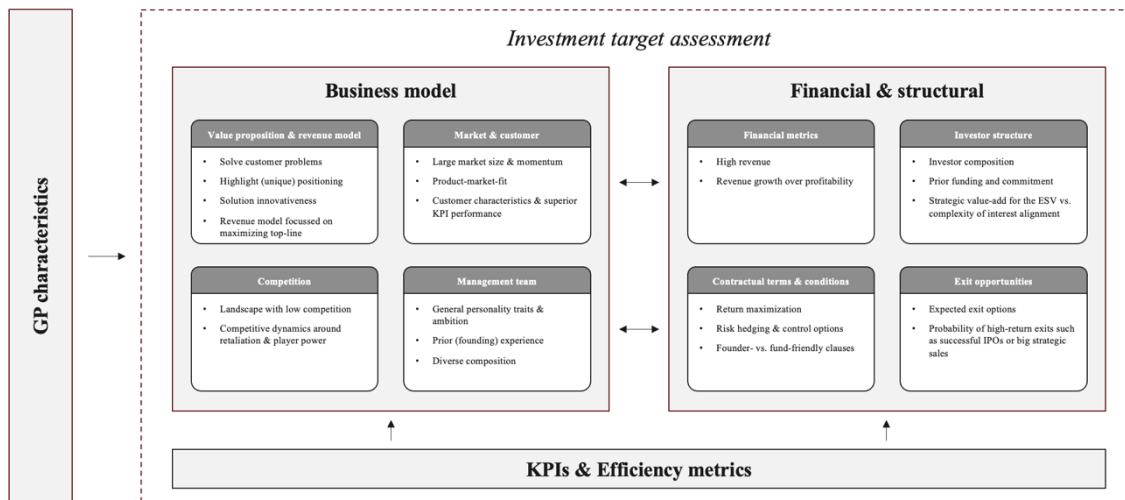 GP characteristics
Investment target assessment
Business model
Value proposition & revenue model
• Solve customer problems
• Highlight (unique) positioning
• Solution innovativeness
• Revenue model focussed on
maximizing top-line
Market & customer
• Large market size & momentum
• Product-market-fit
• Customer characteristics & superior
KPI performance
Competition
• Landscape with low competition
• Competitive dynamics around
retaliation & player power
Management team
• General personality traits &
ambition
• Prior (founding) experience
• Diverse composition
Financial & structural
Financial metrics
• High revenue
• Revenue growth over profitability
Investor structure
• Investor composition
• Prior funding and commitment
• Strategic value-add for the ESV vs.
complexity of interest alignment
Contractual terms & conditions
• Return maximization
• Risk hedging & control options
• Founder- vs. fund-friendly clauses
Exit opportunities
• Expected exit options
• Probability of high-return exits such
as successful IPOs or big strategic
sales
KPIs & Efficiency metrics